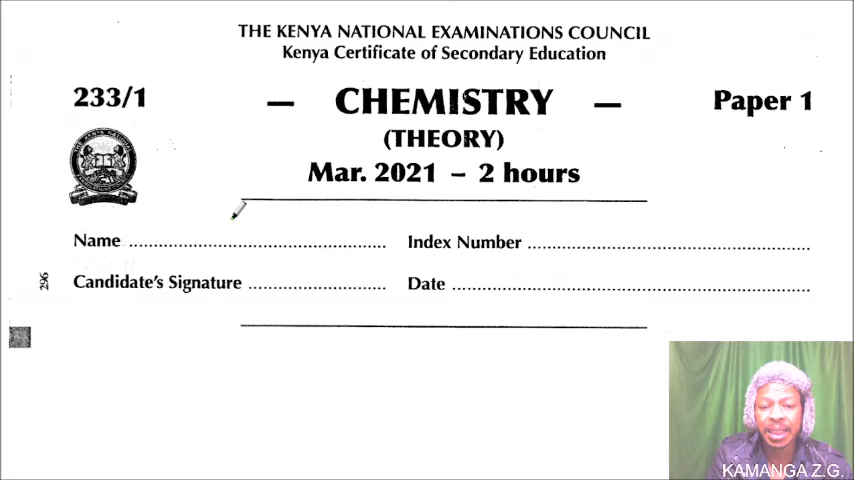 THE KENYA NATIONAL EXAMINATIONS COUNCIL
Kenya Certificate of Secondary Education
233/1 — CHEMISTRY — Paper 1
(THEORY)
Mar. 2021 – 2 hours
Name ................................ Index Number ................................
296
Candidate's Signature ................................ Date ................................
KAMANGA Z.G.